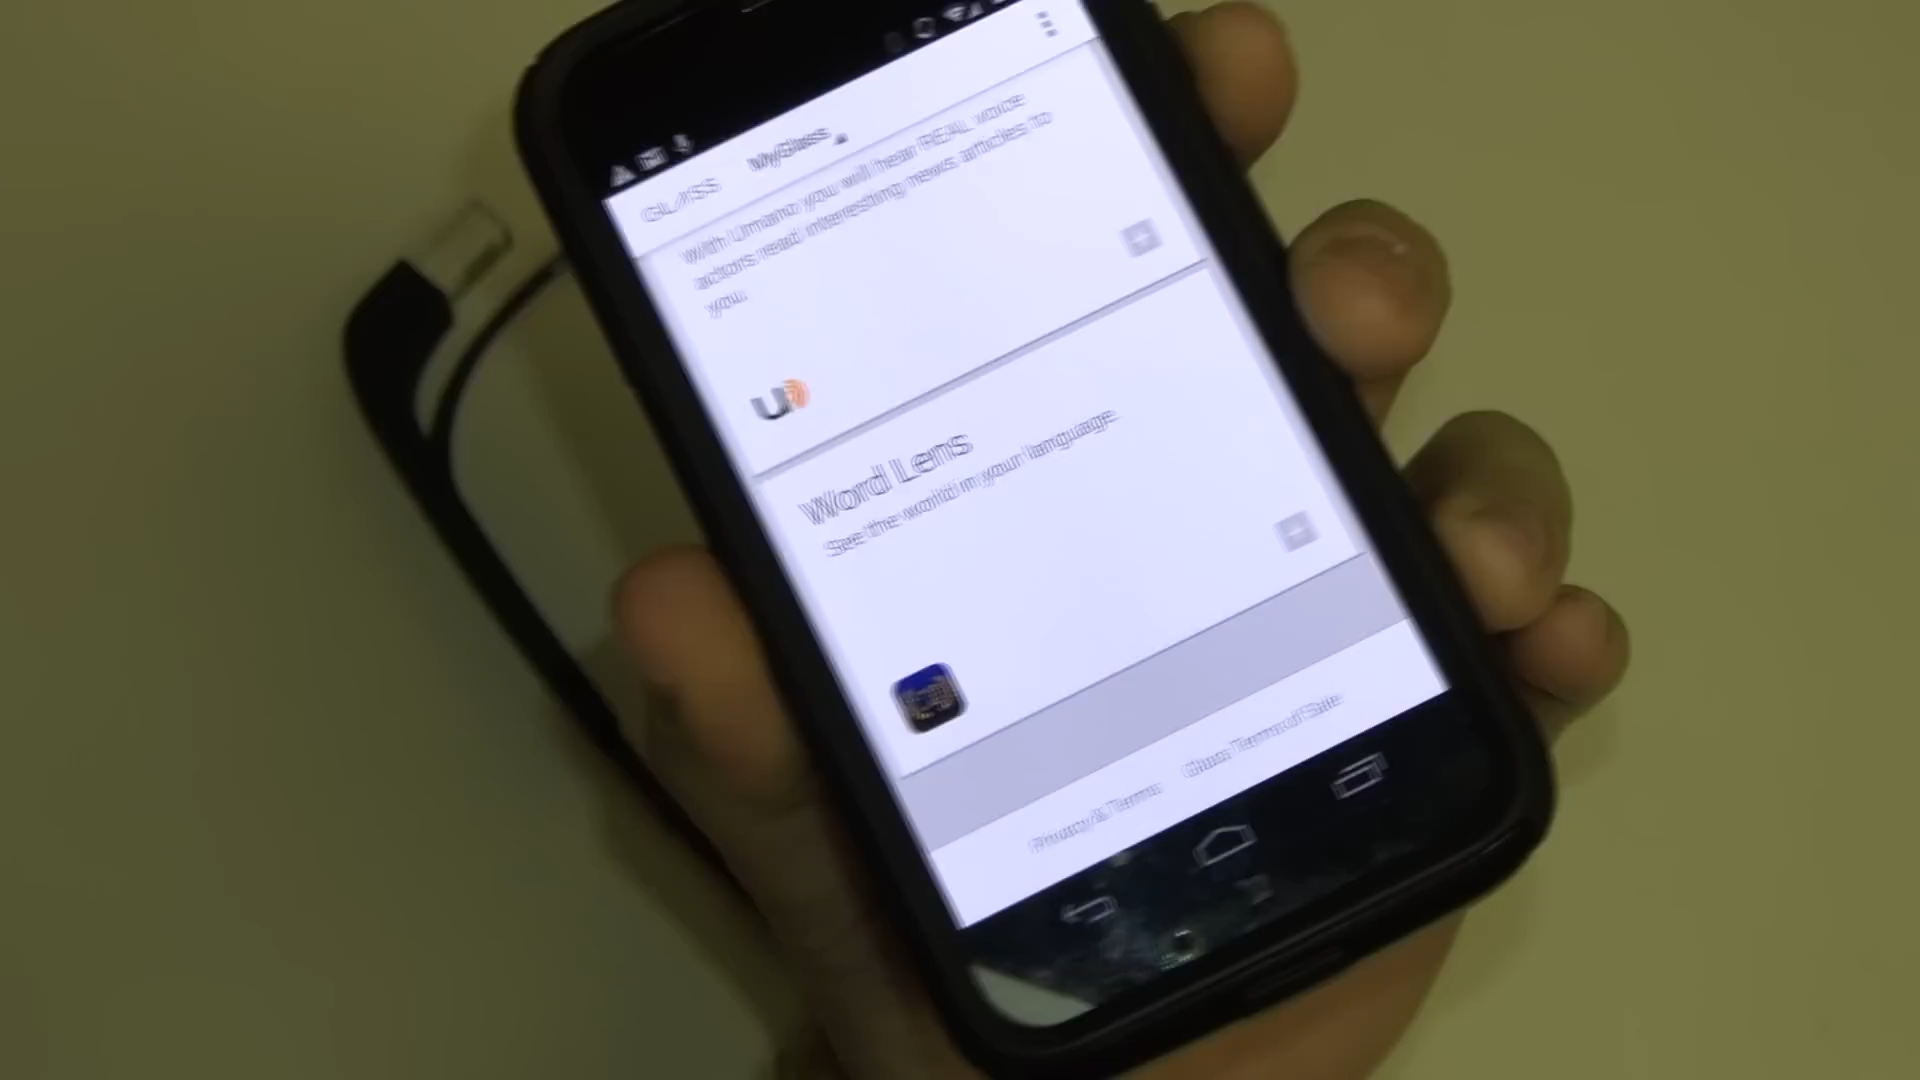 GLASS MyGlass
with Umano you will hear REAL voice
actors read interesting news articles to
you.
U
Word Lens
See the world in your language
Privacy & Terms Glass Terms of Sale